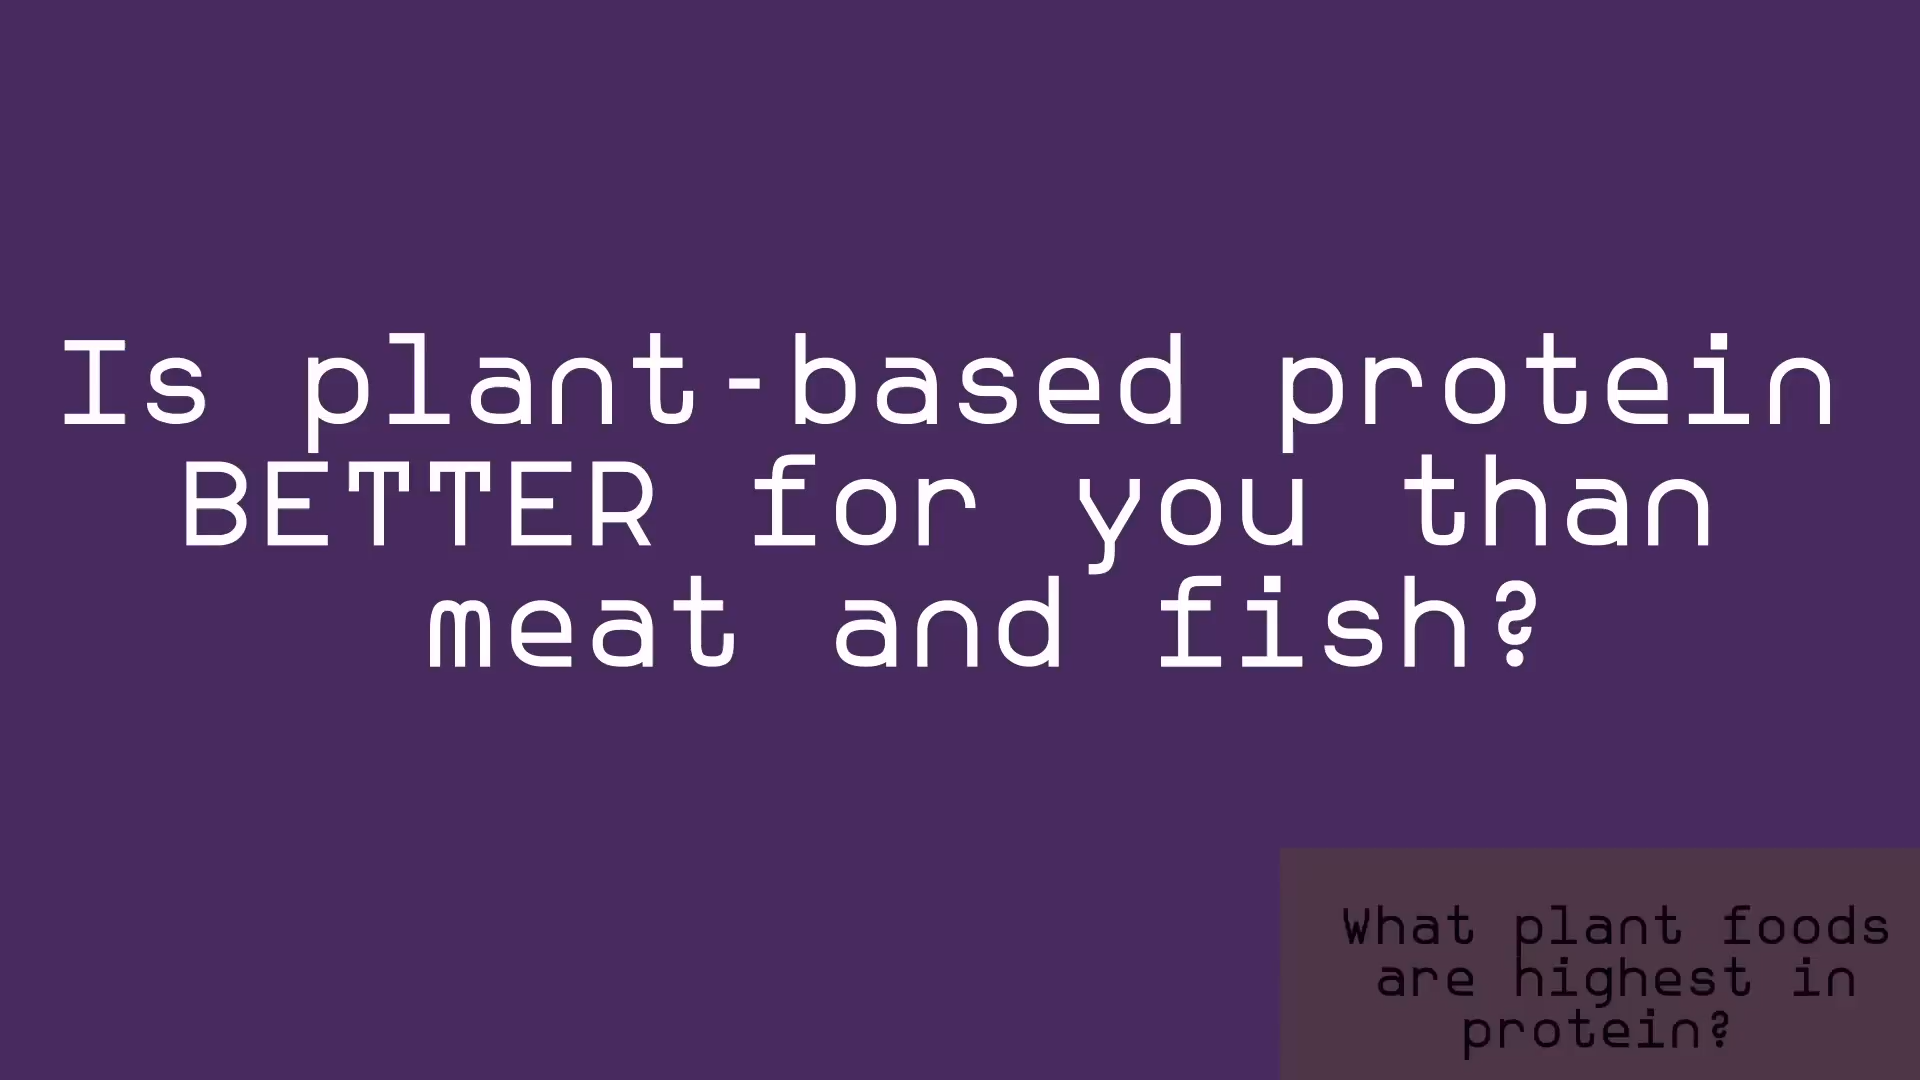 Is plant-based protein
BETTER for you than
meat and fish?
What plant foods
are highest in
protein?